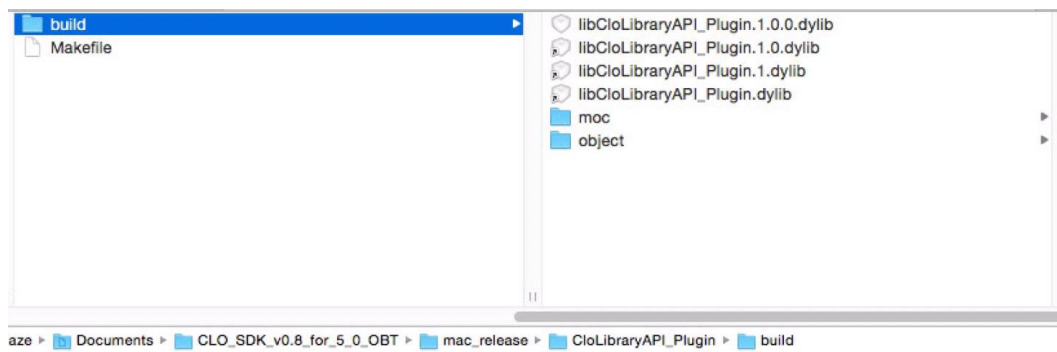 build
Makefile
libCloLibraryAPI_Plugin.1.0.0.dylib
libCloLibraryAPI_Plugin.1.0.dylib
libCloLibraryAPI_Plugin.1.dylib
libCloLibraryAPI_Plugin.dylib
moc
object
aze Documents CLO_SDK_v0.8_for_5_0_OBT mac_release CloLibraryAPI_Plugin build